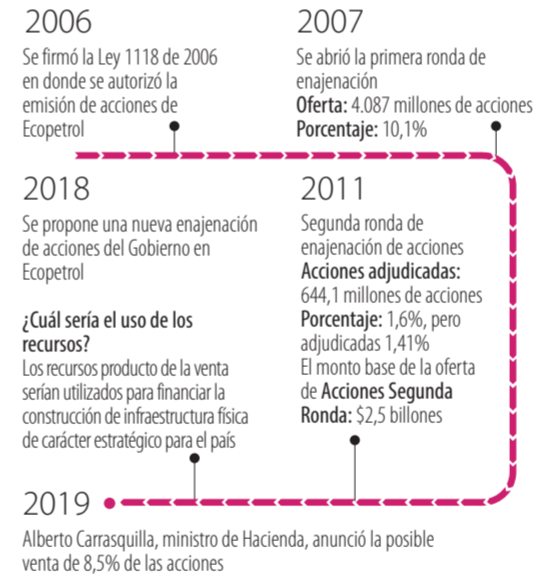 2006
Se firmó la Ley 1118 de 2006
en donde se autorizó la
emisión de acciones de
Ecopetrol
2007
Se abrió la primera ronda de
enajenación
Oferta: 4.087 millones de acciones
Porcentaje: 10,1%
2011
Segunda ronda de
enajenación de acciones
Acciones adjudicadas:
644,1 millones de acciones
Porcentaje: 1,6%, pero
adjudicadas 1,41%
El monto base de la oferta
de Acciones Segunda
Ronda: $2,5 billones
2018
Se propone una nueva enajenación
de acciones del Gobierno en
Ecopetrol
¿Cuál sería el uso de los
recursos?
Los recursos producto de la venta
serían utilizados para financiar la
construcción de infraestructura física
de carácter estratégico para el país
2019
Alberto Carrasquilla, ministro de Hacienda, anunció la posible
venta de 8,5% de las acciones